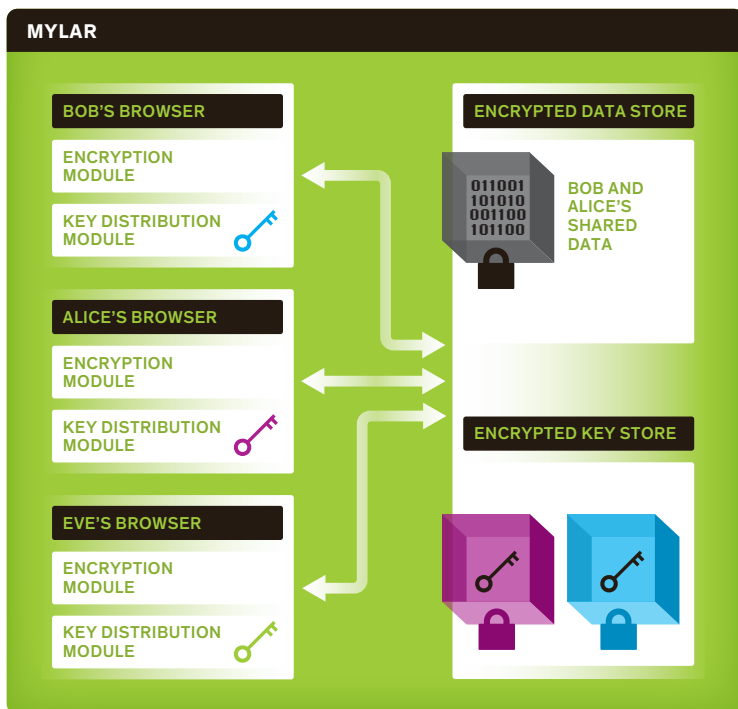 MYLAR
BOB'S BROWSER
ENCRYPTION
MODULE
KEY DISTRIBUTION
MODULE
ALICE'S BROWSER
ENCRYPTION
MODULE
KEY DISTRIBUTION
MODULE
EVE'S BROWSER
ENCRYPTION
MODULE
KEY DISTRIBUTION
MODULE
ENCRYPTED DATA STORE
011001
101010
001100
101100
BOB AND
ALICE'S
SHARED
DATA
ENCRYPTED KEY STORE